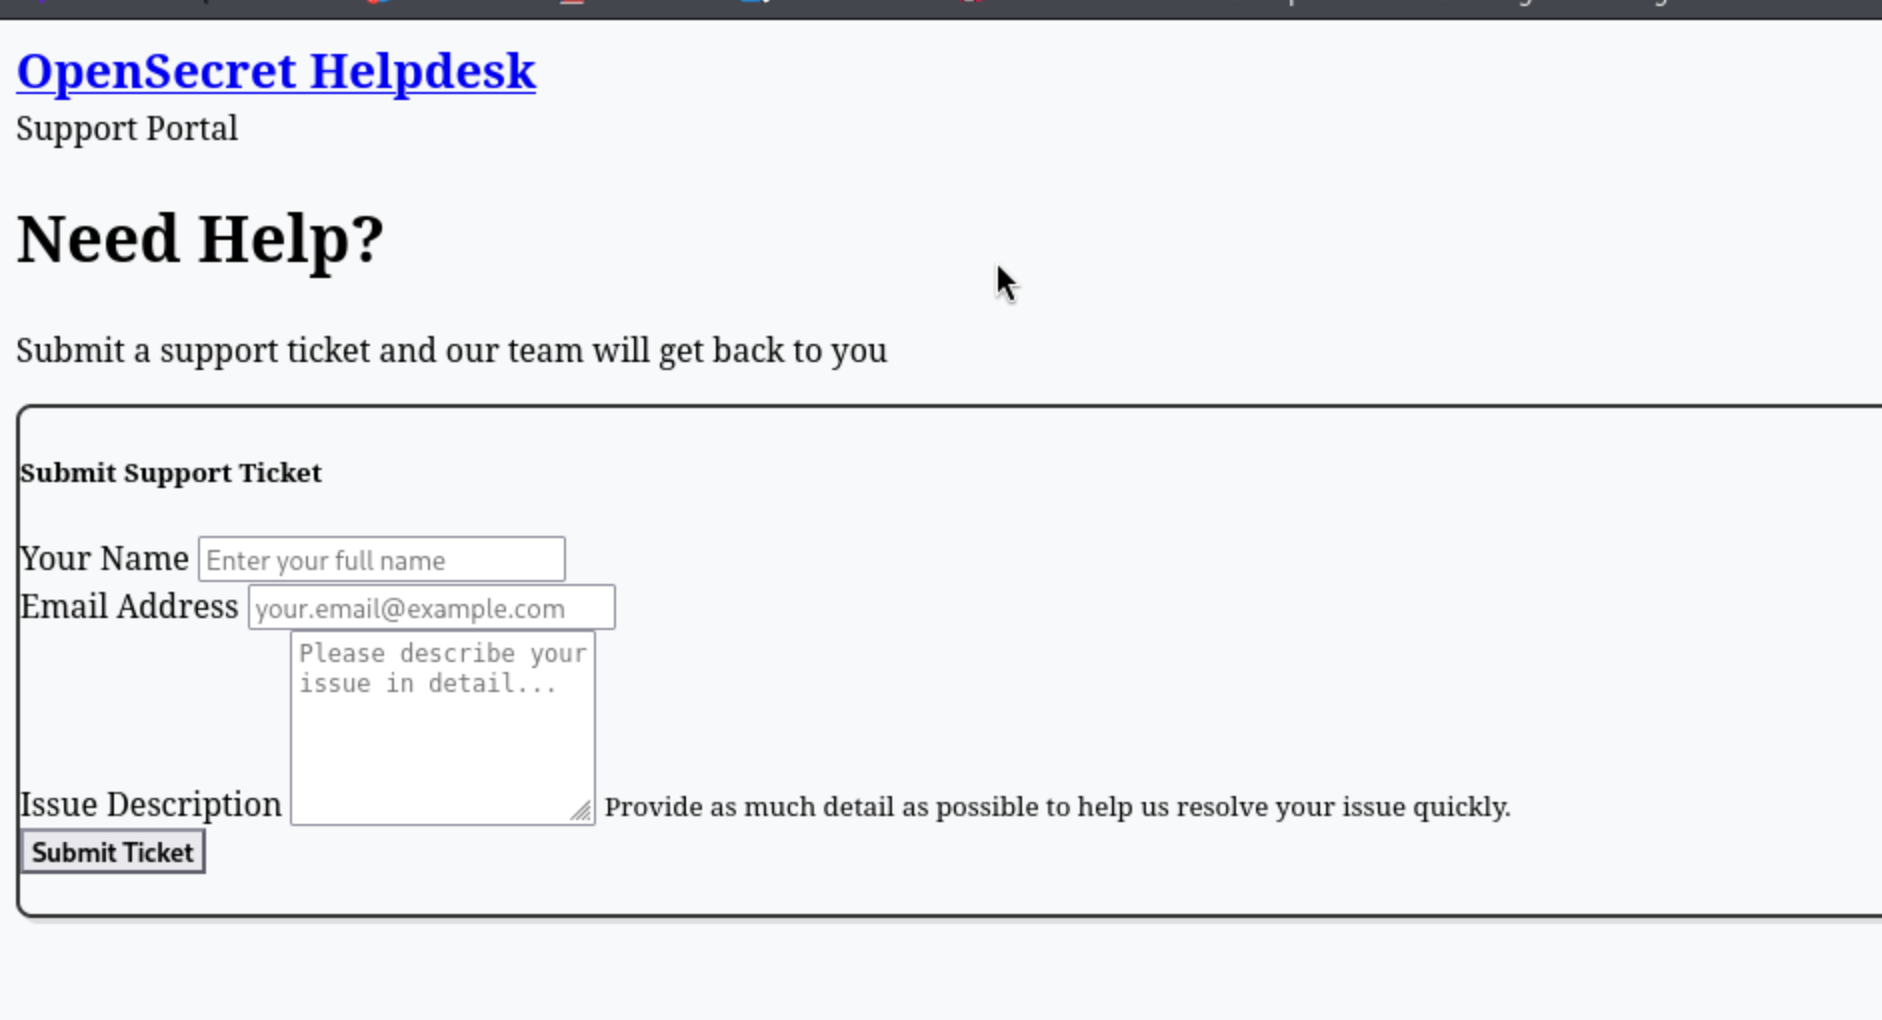 OpenSecret Helpdesk
Support Portal
Need Help?
Submit a support ticket and our team will get back to you
Submit Support Ticket
Your Name Enter your full name
Email Address your.email@example.com
Please describe your
issue in detail...
Issue Description Provide as much detail as possible to help us resolve your issue quickly.
Submit Ticket